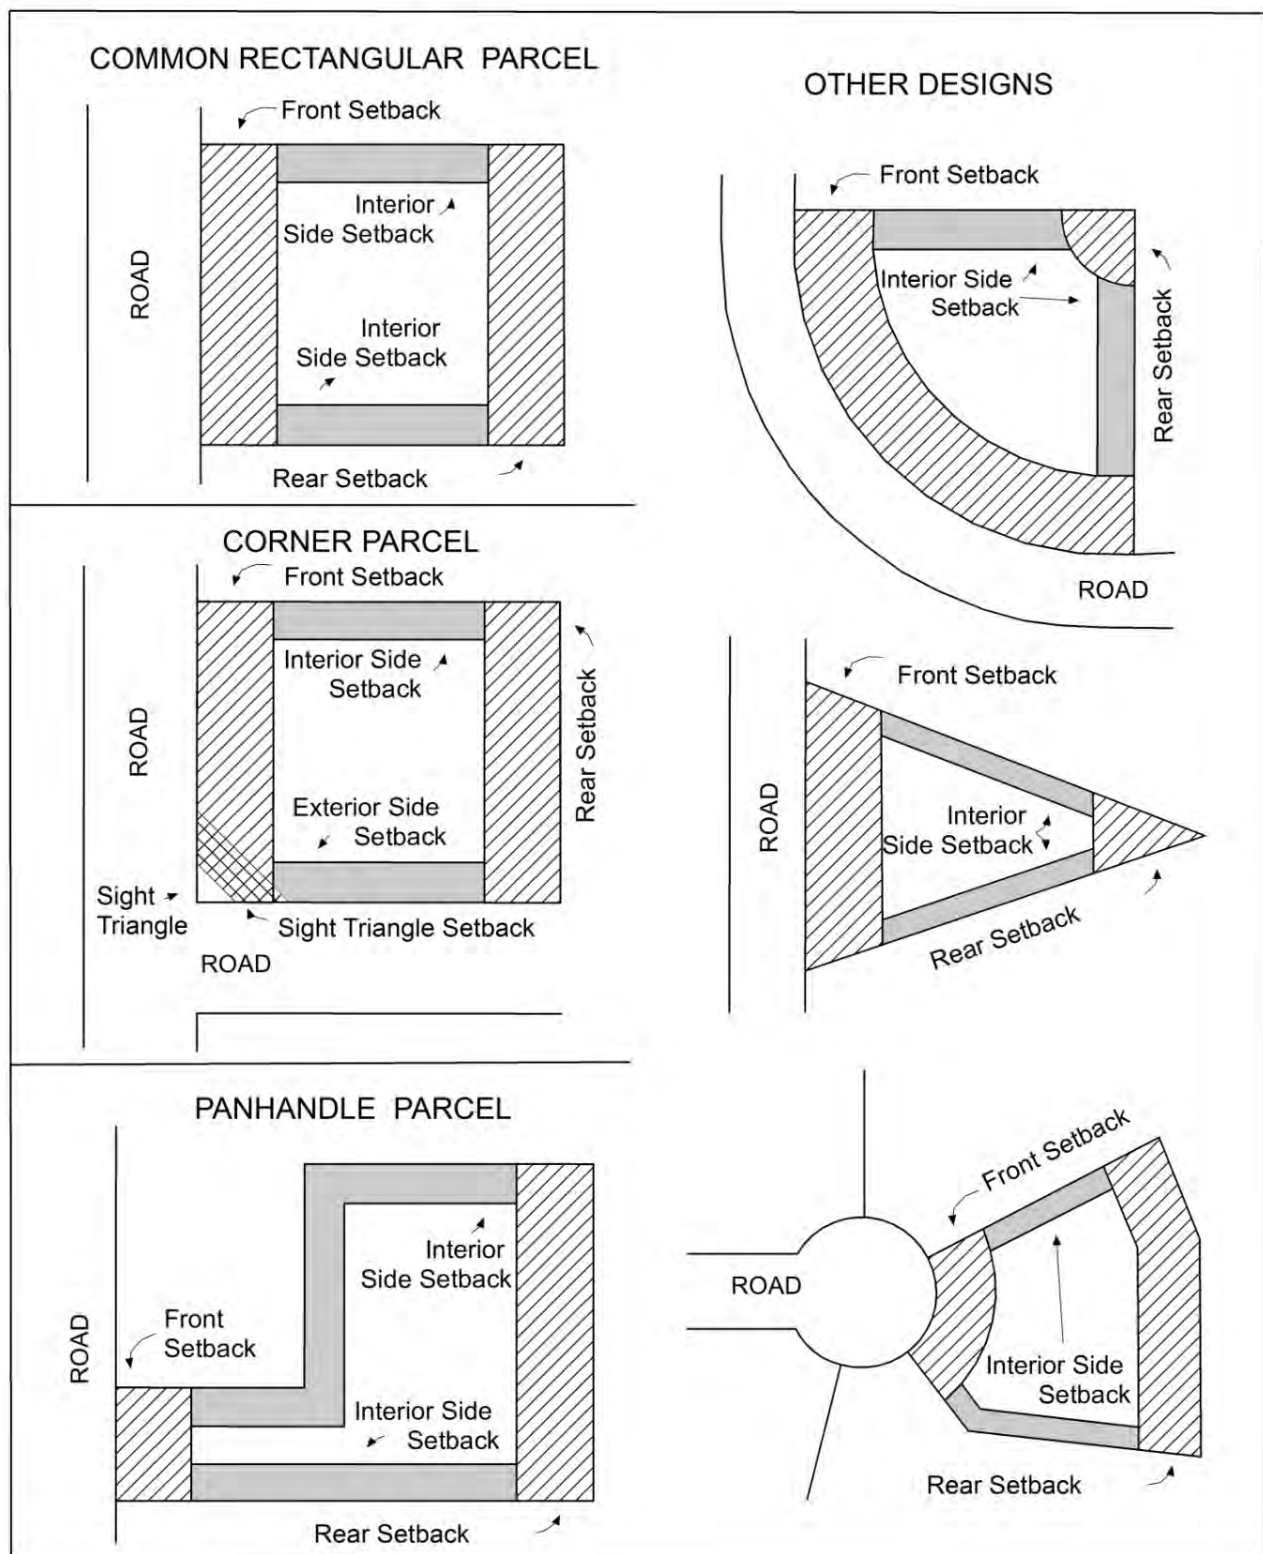 COMMON RECTANGULAR PARCEL
Front Setback
ROAD
Interior
Side Setback
Interior
Side Setback
Rear Setback
CORNER PARCEL
Front Setback
ROAD
Interior Side
Setback
Rear Setback
Exterior Side
Setback
Sight
Triangle
Sight Triangle Setback
ROAD
PANHANDLE PARCEL
ROAD
Interior
Side Setback
Front
Setback
Interior Side
Setback
Rear Setback
OTHER DESIGNS
Front Setback
Interior Side
Setback
Rear Setback
ROAD
Front Setback
ROAD
Interior
Side Setback
Rear Setback
Front Setback
ROAD
Interior Side
Setback
Rear Setback